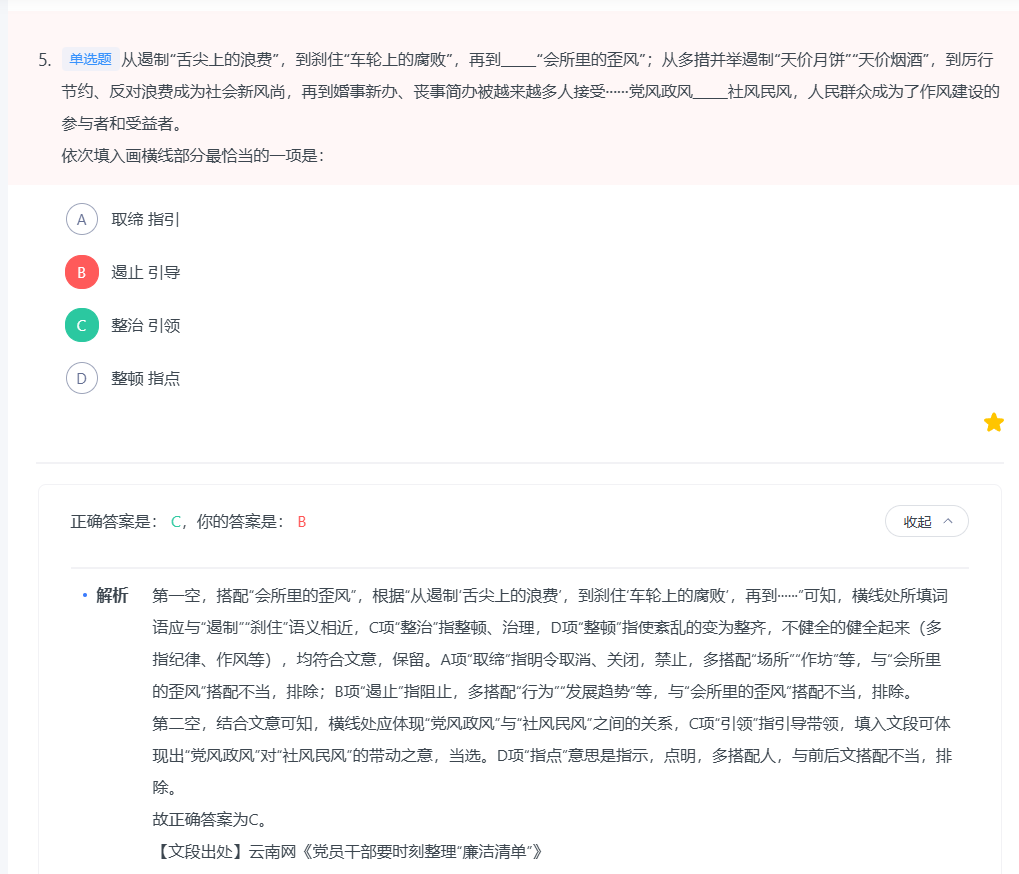 5. 单选题 从遏制“舌尖上的浪费”，到刹住“车轮上的腐败”，再到____“会所里的歪风”；从多措并举遏制“天价月饼”“天价烟酒”，到厉行
节约、反对浪费成为社会新风尚，再到婚事新办、丧事简办被越来越多人接受······党风政风____社风民风，人民群众成为了作风建设的
参与者和受益者。
依次填入画横线部分最恰当的一项是：
A 取缔 指引
B 遏止 引导
C 整治 引领
D 整顿 指点
正确答案是： C，你的答案是： B
收起
• 解析 第一空，搭配“会所里的歪风”，根据“从遏制‘舌尖上的浪费’，到刹住‘车轮上的腐败’，再到······”可知，横线处所填词
语应与“遏制”“刹住”语义相近，C项“整治”指整顿、治理，D项“整顿”指使紊乱的变为整齐，不健全的健全起来（多
指纪律、作风等），均符合文意，保留。A项“取缔”指明令取消、关闭，禁止，多搭配“场所”“作坊”等，与“会所里
的歪风”搭配不当，排除；B项“遏止”指阻止，多搭配“行为”“发展趋势”等，与“会所里的歪风”搭配不当，排除。
第二空，结合文意可知，横线处应体现“党风政风”与“社风民风”之间的关系，C项“引领”指引导带领，填入文段可体
现出“党风政风”对“社风民风”的带动之意，当选。D项“指点”意思是指示，点明，多搭配人，与前后文搭配不当，排
除。
故正确答案为C。
【文段出处】云南网《党员干部要时刻整理“廉洁清单”》